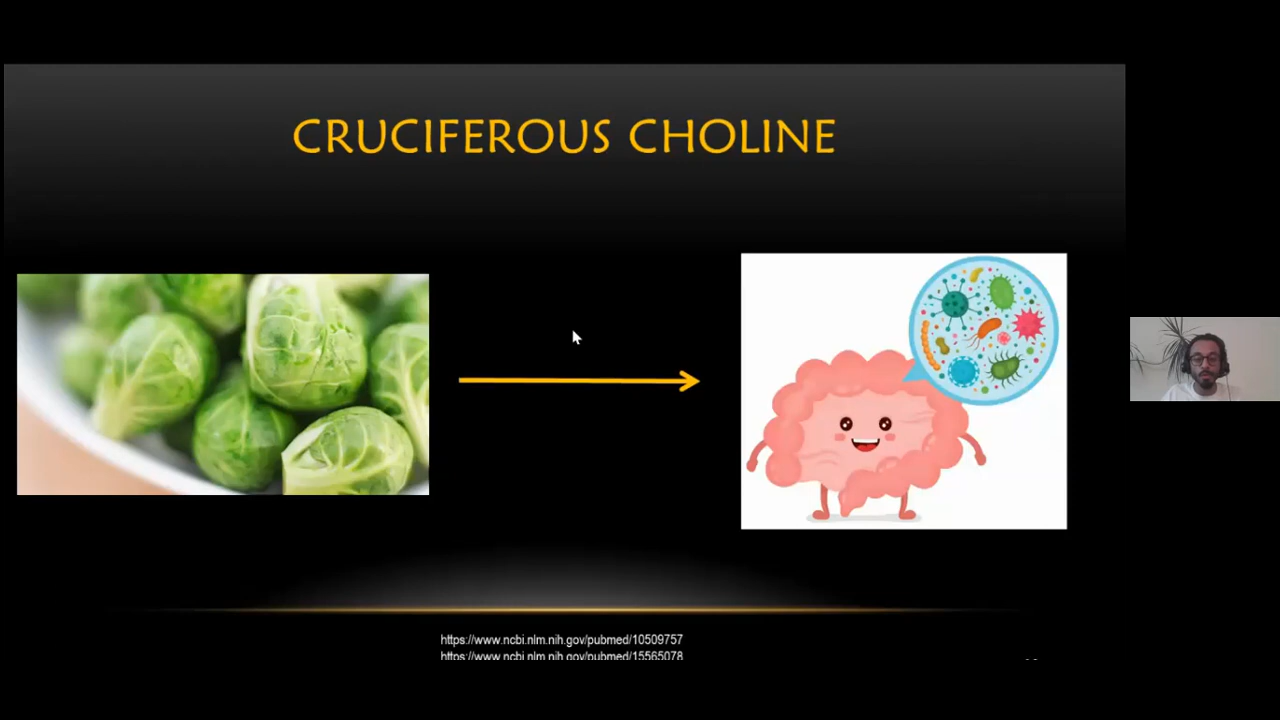 CRUCIFEROUS CHOLINE
https://www.ncbi.nlm.nih.gov/pubmed/10509757
https://www.ncbi.nlm.nih.gov/pubmed/15565078